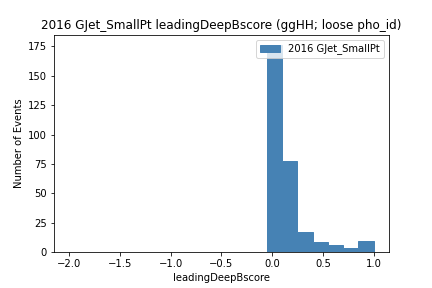 2016 GJet_SmallPt leadingDeepBscore (ggHH; loose pho_id)
2016 GJet_SmallPt
Number of Events
175
150
125
100
75
50
25
0
−2.0 −1.5 −1.0 −0.5 0.0 0.5 1.0
leadingDeepBscore